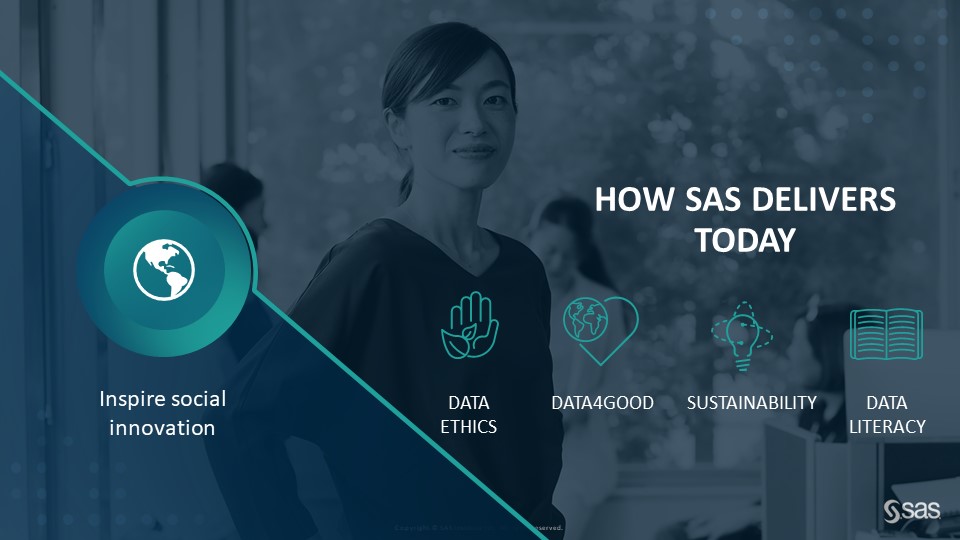 HOW SAS DELIVERS
TODAY
Inspire social
innovation
DATA
ETHICS
DATA4GOOD
SUSTAINABILITY
DATA
LITERACY
sas